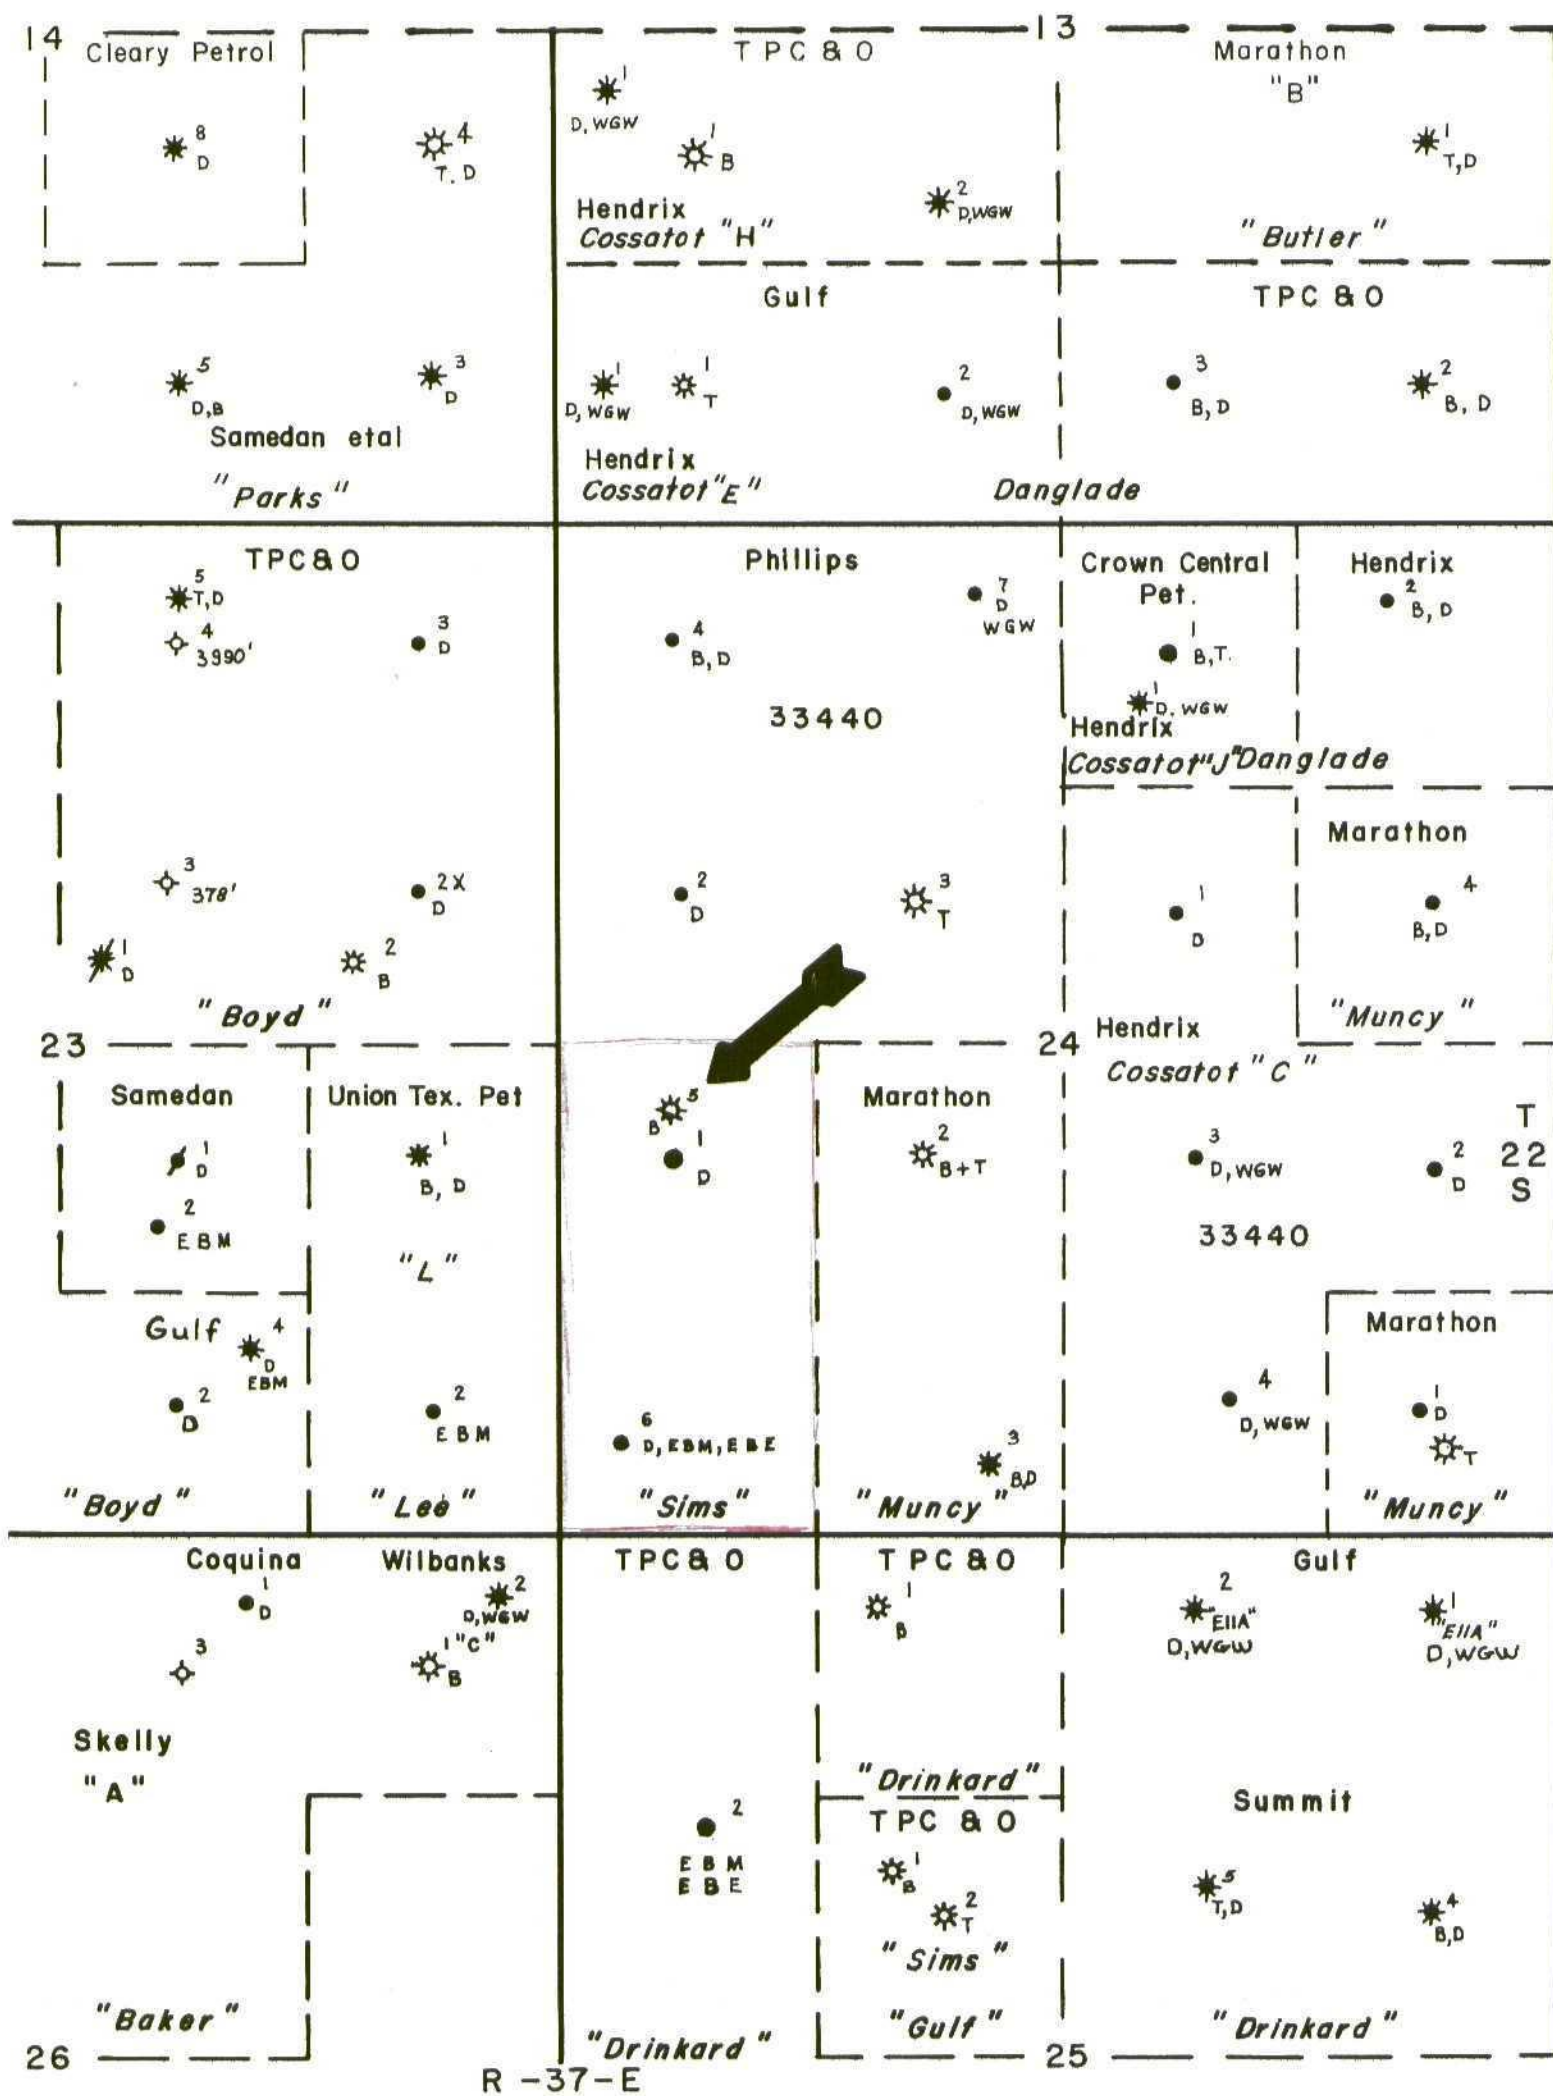 14
Cleary Petrol
8
D
4
T. D
5
D,B
3
D
Samedan etal
"Parks"
TPC & O
1
D, WGW
1
B
2
D,WGW
Hendrix
Cossatot "H"
13
Marathon
"B"
1
T,D
"Butler"
Gulf
1
D, WGW
1
T
2
D, WGW
Hendrix
Cossatot "E"
Danglade
TPC & O
3
B, D
2
B, D
TPC & O
5
T,D
4
3990'
3
D
3
378'
2X
D
1
D
2
B
"Boyd"
Phillips
7
D
WGW
4
B, D
33440
2
D
3
T
Crown Central
Pet.
1
B,T.
1
D. WGW
Hendrix
Cossatot "J" Danglade
Hendrix
2
B, D
1
D
Marathon
4
B,D
"Muncy"
23
24
Hendrix
Cossatot "C"
Samedan
1
D
2
EBM
Union Tex. Pet
1
B, D
"L"
2
EBM
"Lee"
Gulf
4
D
EBM
2
D
"Boyd"
5
B
1
D
6
D, EBM, EBE
"Sims"
Marathon
2
B+T
3
B,D
"Muncy"
3
D, WGW
2
D
T
22
S
33440
4
D, WGW
Marathon
1
D
T
"Muncy"
Coquina
1
D
3
Wilbanks
2
D,WGW
1 "C"
B
Skelly
"A"
"Baker"
26
TPC & O
2
EBM
EBE
"Drinkard"
TPC & O
1
B
"Drinkard"
TPC & O
1
B
2
T
"Sims"
"Gulf"
Gulf
2
"EIIA"
D,WGW
1
"EIIA"
D,WGW
Summit
5
T,D
4
B,D
"Drinkard"
25
R-37-E